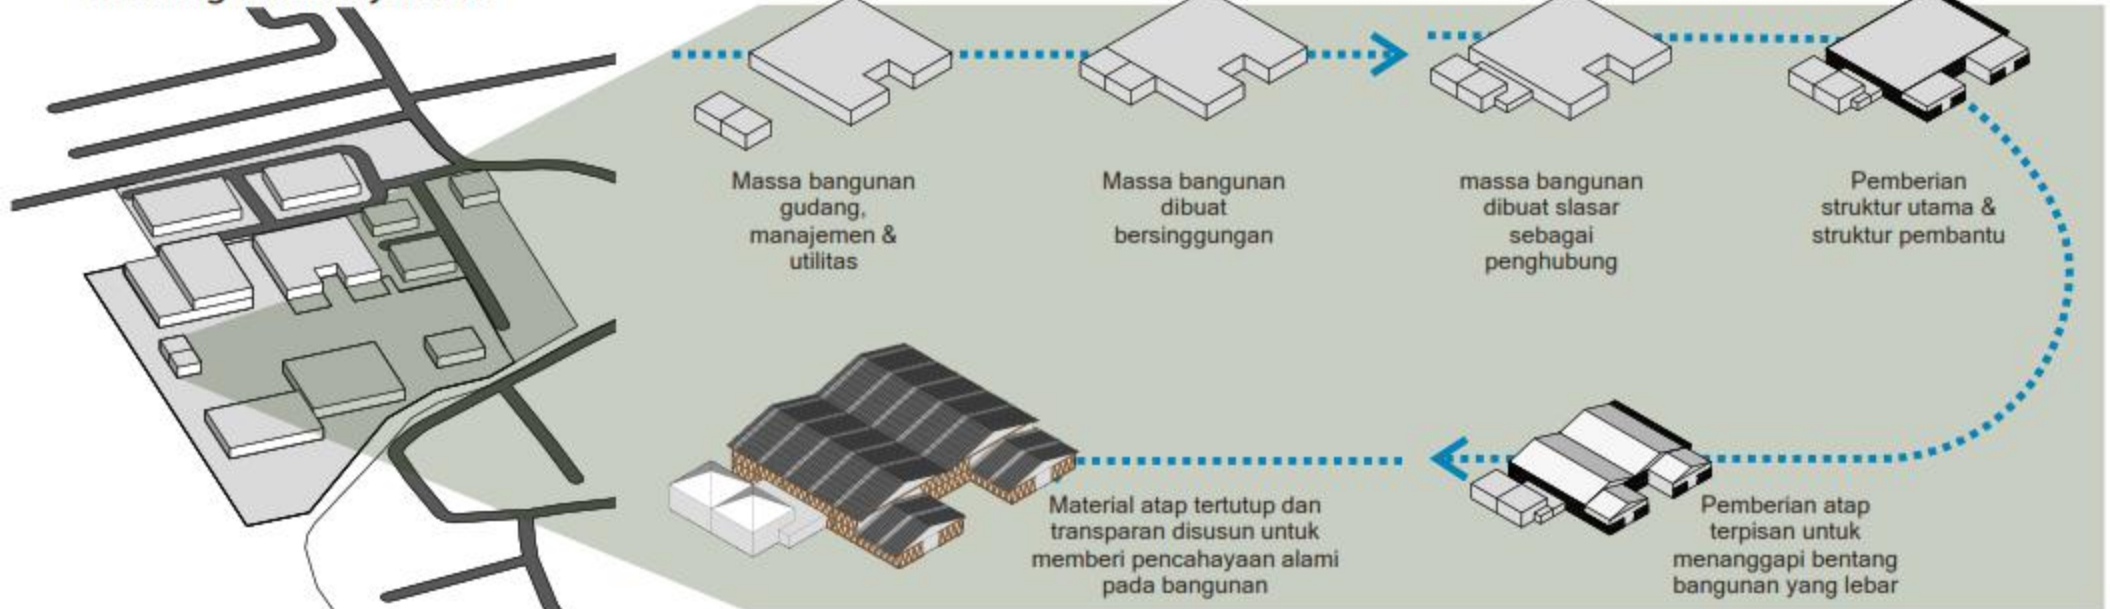 Massa bangunan
gudang,
manajemen &
utilitas
Massa bangunan
dibuat
bersinggungan
massa bangunan
dibuat slasar
sebagai
penghubung
Pemberian
struktur utama &
struktur pembantu
Pemberian atap
terpisan untuk
menanggapi bentang
bangunan yang lebar
Material atap tertutup dan
transparan disusun untuk
memberi pencahayaan alami
pada bangunan